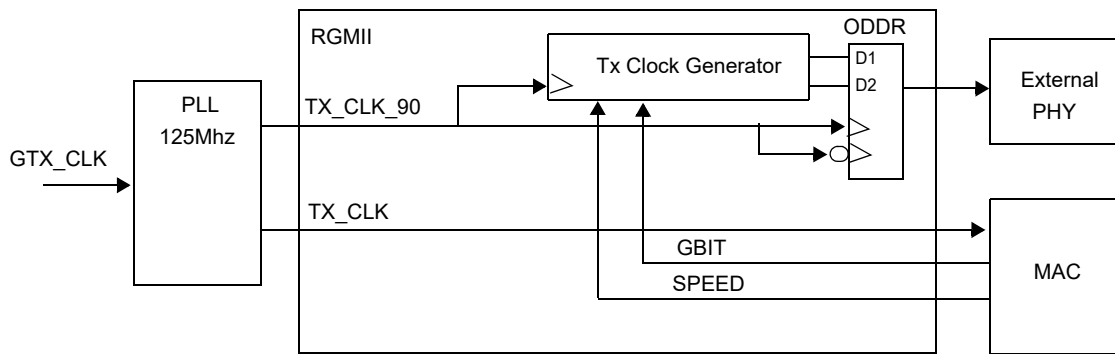 RGMII
ODDR
Tx Clock Generator
D1
D2
External
PHY
PLL
125Mhz
TX_CLK_90
GTX_CLK
TX_CLK
GBIT
SPEED
MAC